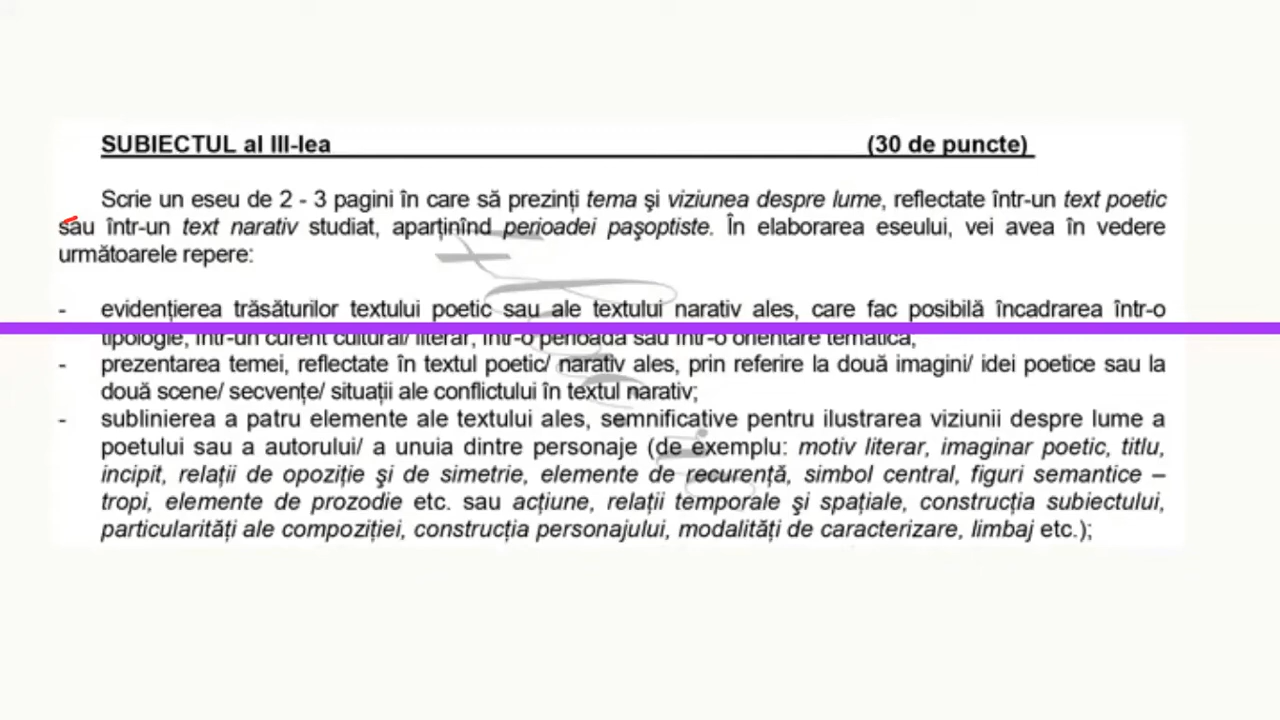 SUBIECTUL al III-lea (30 de puncte)
Scrie un eseu de 2 - 3 pagini în care să prezinți tema şi viziunea despre lume, reflectate într-un text poetic
sau într-un text narativ studiat, aparținînd perioadei paşoptiste. În elaborarea eseului, vei avea în vedere
următoarele repere:
- evidențierea trăsăturilor textului poetic sau ale textului narativ ales, care fac posibilă încadrarea într-o
tipologie, într-un curent cultural/ literar, într-o perioadă sau într-o orientare tematică;
- prezentarea temei, reflectate în textul poetic/ narativ ales, prin referire la două imagini/ idei poetice sau la
două scene/ secvențe/ situații ale conflictului în textul narativ;
- sublinierea a patru elemente ale textului ales, semnificative pentru ilustrarea viziunii despre lume a
poetului sau a autorului/ a unuia dintre personaje (de exemplu: motiv literar, imaginar poetic, titlu,
incipit, relații de opoziție şi de simetrie, elemente de recurență, simbol central, figuri semantice –
tropi, elemente de prozodie etc. sau acțiune, relații temporale şi spațiale, construcția subiectului,
particularități ale compoziției, construcția personajului, modalități de caracterizare, limbaj etc.);